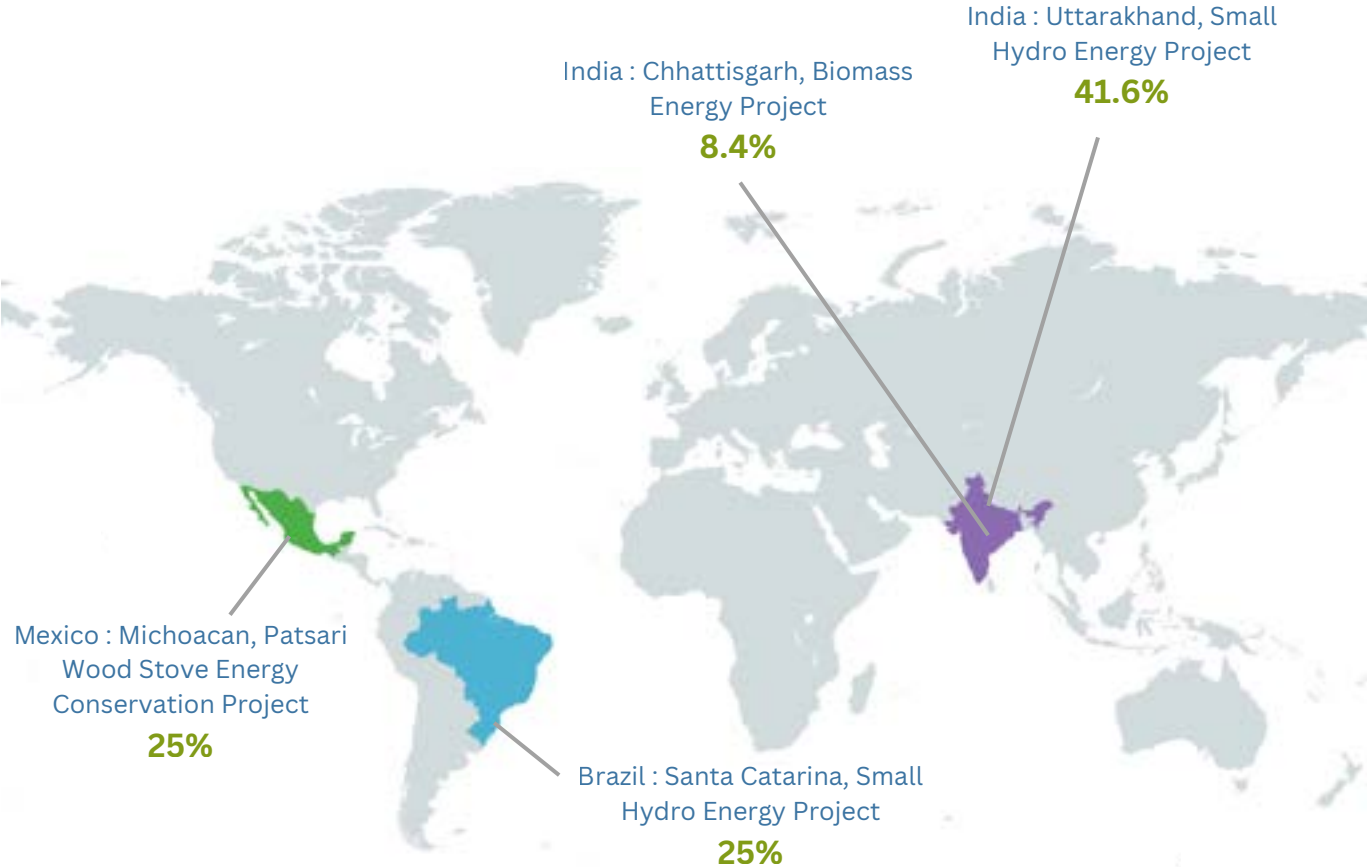 India : Uttarakhand, Small
Hydro Energy Project
41.6%
India : Chhattisgarh, Biomass
Energy Project
8.4%
Mexico : Michoacan, Patsari
Wood Stove Energy
Conservation Project
25%
Brazil : Santa Catarina, Small
Hydro Energy Project
25%